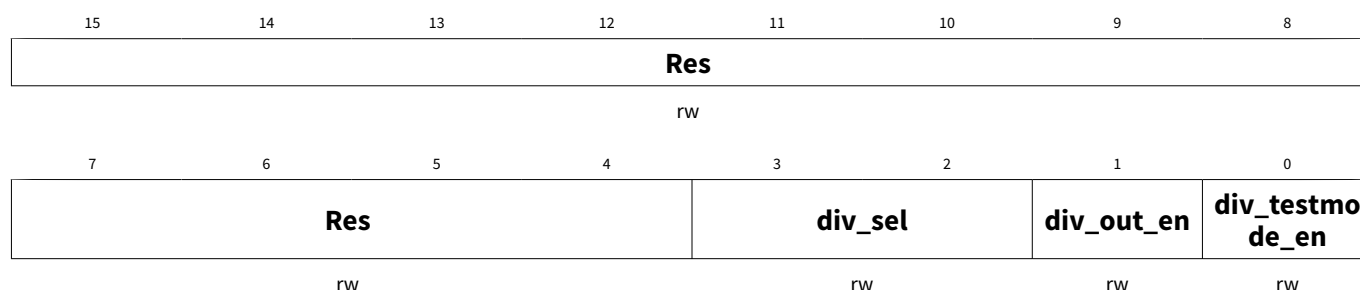 15 14 13 12 11 10 9 8
Res
rw
7 6 5 4 3 2 1 0
Res div_sel div_out_en div_testmo
de_en
rw rw rw rw